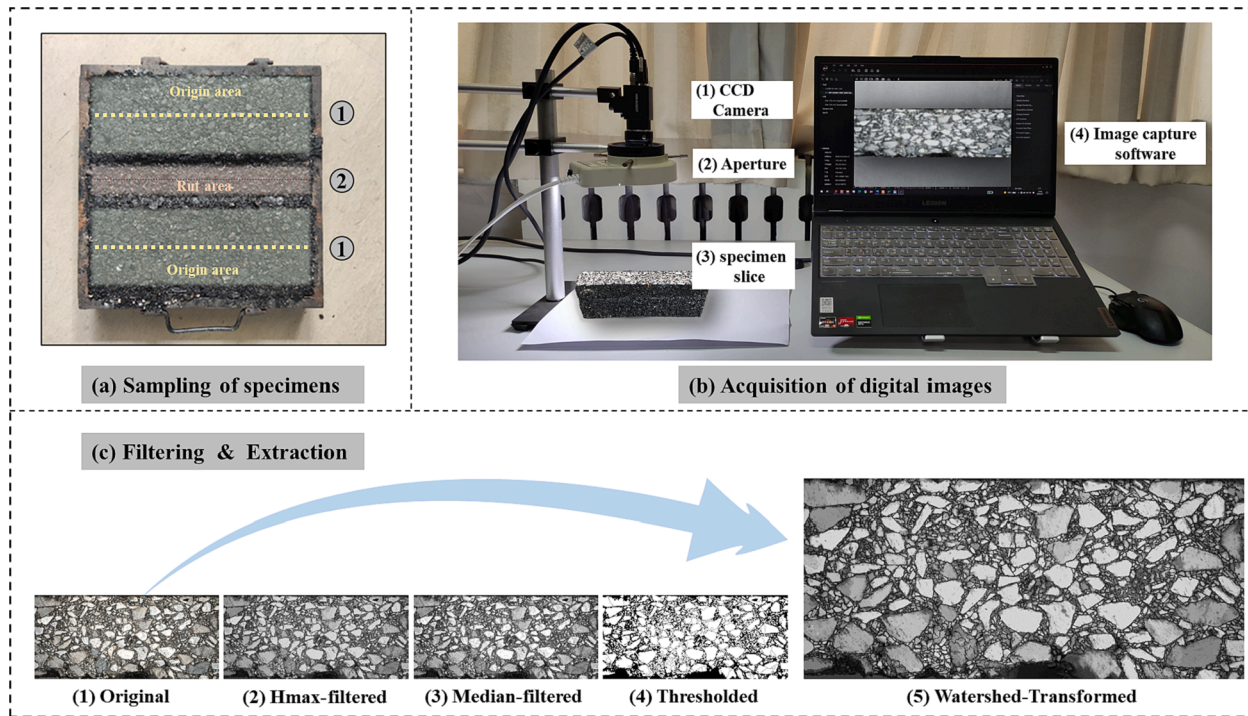 Origin area
1
Rut area
2
1
Origin area
(a) Sampling of specimens
(1) CCD
Camera
(2) Aperture
(3) specimen
slice
(4) Image capture
software
LEGION
(b) Acquisition of digital images
(c) Filtering & Extraction
(1) Original
(2) Hmax-filtered
(3) Median-filtered
(4) Thresholded
(5) Watershed-Transformed